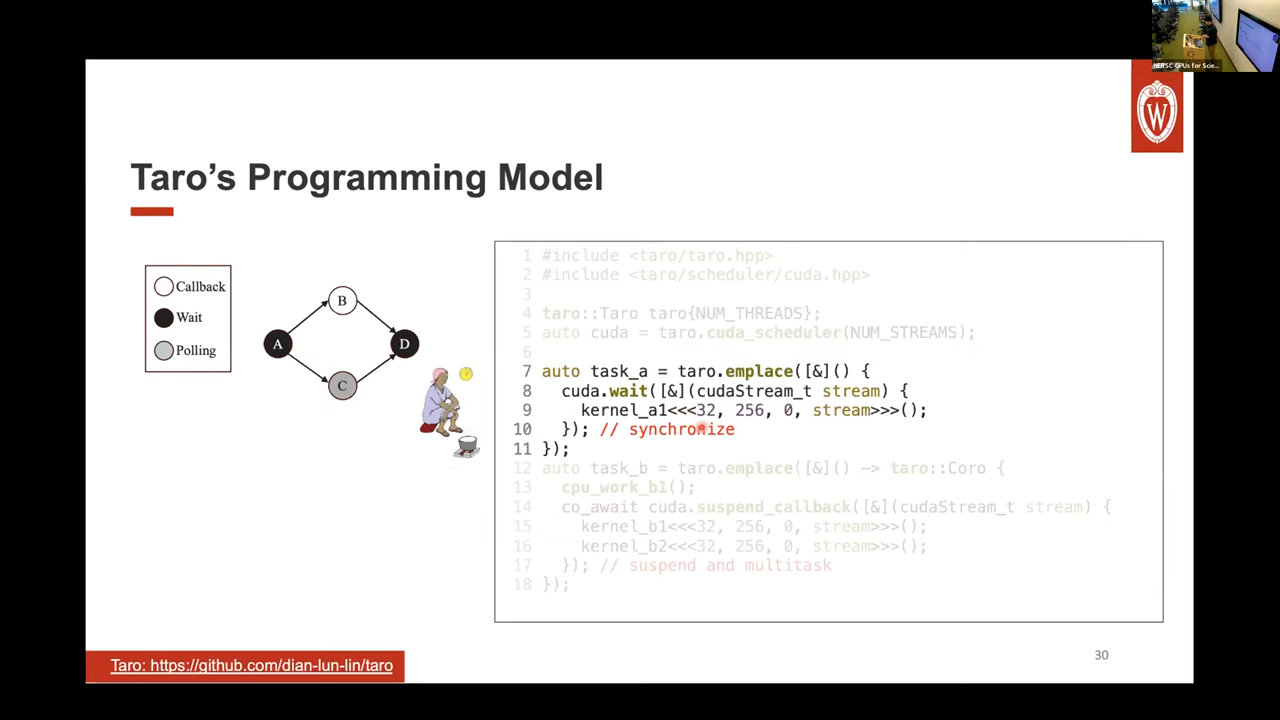 NERSC GPUs for Scie...
W
Taro's Programming Model
Callback
Wait
Polling
A
B
C
D
1 #include <taro/taro.hpp>
2 #include <taro/scheduler/cuda.hpp>
3
4 taro::Taro taro{NUM_THREADS};
5 auto cuda = taro.cuda_scheduler(NUM_STREAMS);
6
7 auto task_a = taro.emplace([&]() {
8 cuda.wait([&](cudaStream_t stream) {
9 kernel_a1<<<32, 256, 0, stream>>>();
10 }); // synchronize
11 });
12 auto task_b = taro.emplace([&]() -> taro::Coro {
13 cpu_work_b1();
14 co_await cuda.suspend_callback([&](cudaStream_t stream) {
15 kernel_b1<<<32, 256, 0, stream>>>();
16 kernel_b2<<<32, 256, 0, stream>>>();
17 }); // suspend and multitask
18 });
Taro: https://github.com/dian-lun-lin/taro
30